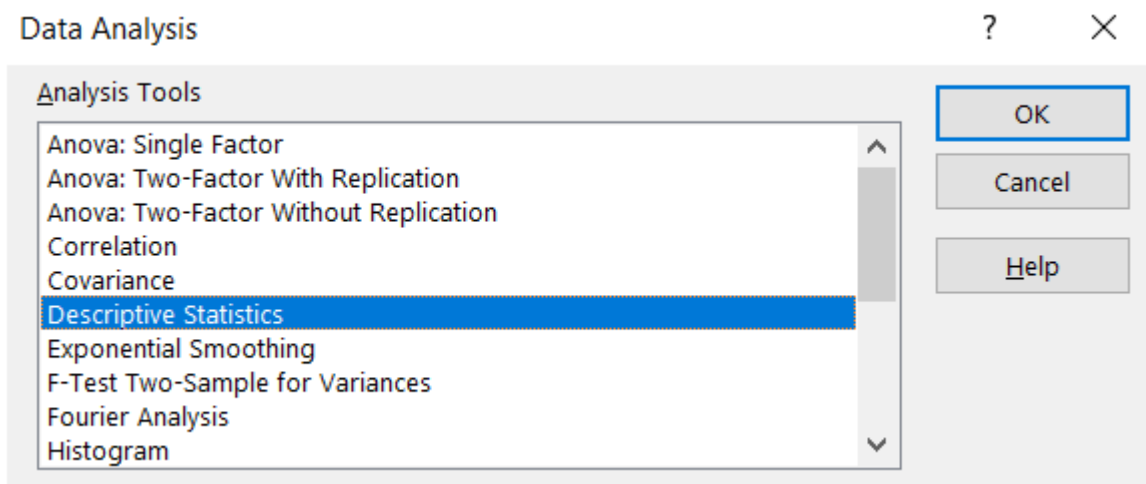 Data Analysis
?
Analysis Tools
Anova: Single Factor
Anova: Two-Factor With Replication
Anova: Two-Factor Without Replication
Correlation
Covariance
Descriptive Statistics
Exponential Smoothing
F-Test Two-Sample for Variances
Fourier Analysis
Histogram
OK
Cancel
Help